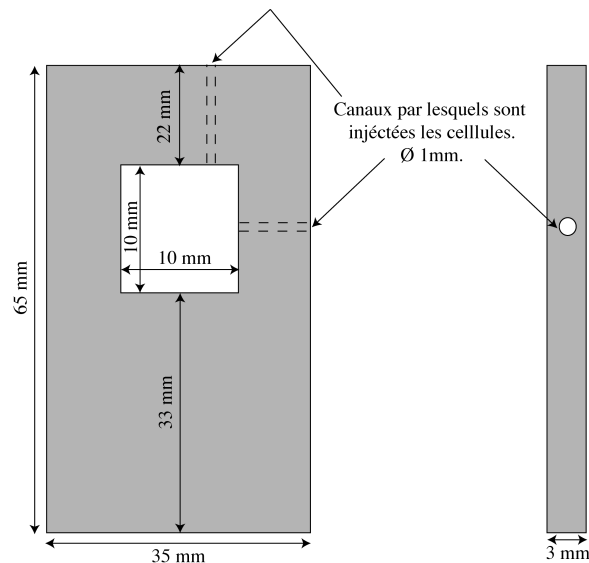 22 mm
Canaux par lesquels sont
injéctées les celllules.
Ø 1mm.
10 mm
10 mm
65 mm
33 mm
35 mm
3 mm